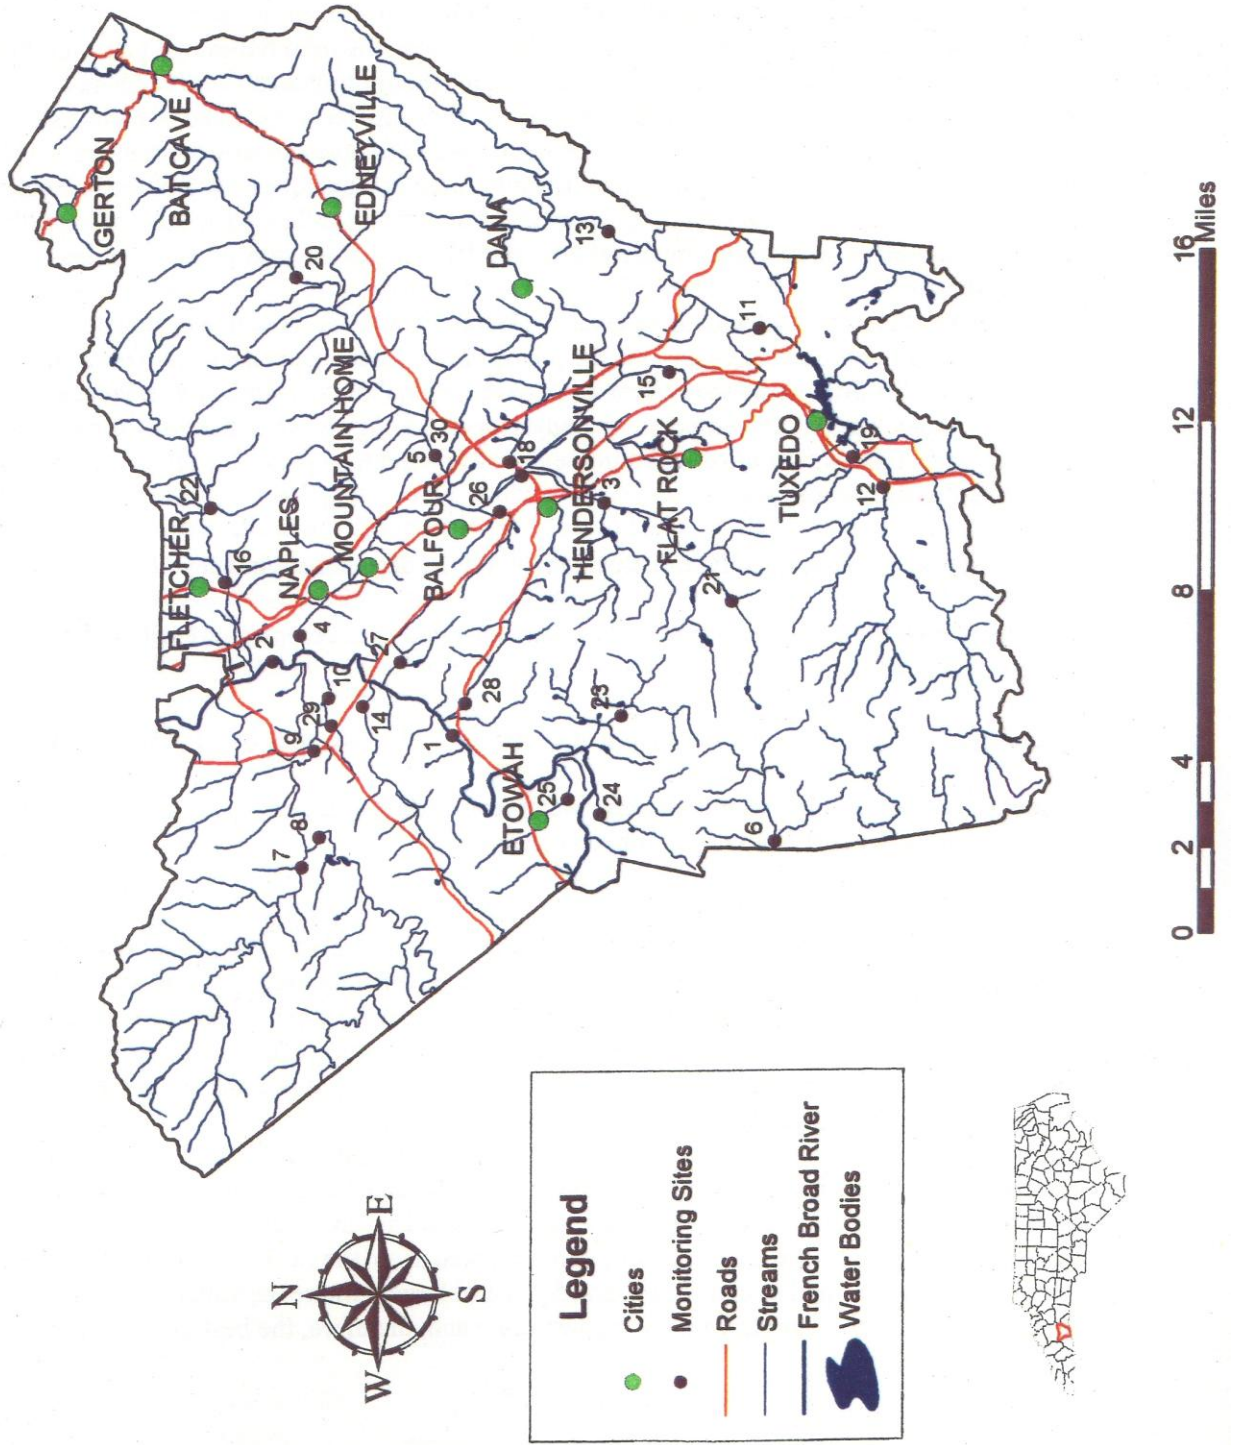 GERTON
BAT CAVE
FLETCHER
22
16
2
20
N
NAPLES
9
7
8
29
4
10
MOUNTAIN HOME
EDNEYVILLE
W
E
14
27
5
30
BALFOUR
1
S
28
26
18
DANA
ETOWAH
25
HENDERSONVILLE
13
23
24
3
15
FLAT ROCK
21
11
6
TUXEDO
19
12
Legend
Cities
Monitoring Sites
Roads
Streams
French Broad River
Water Bodies
0 2 4 8 12 16
Miles